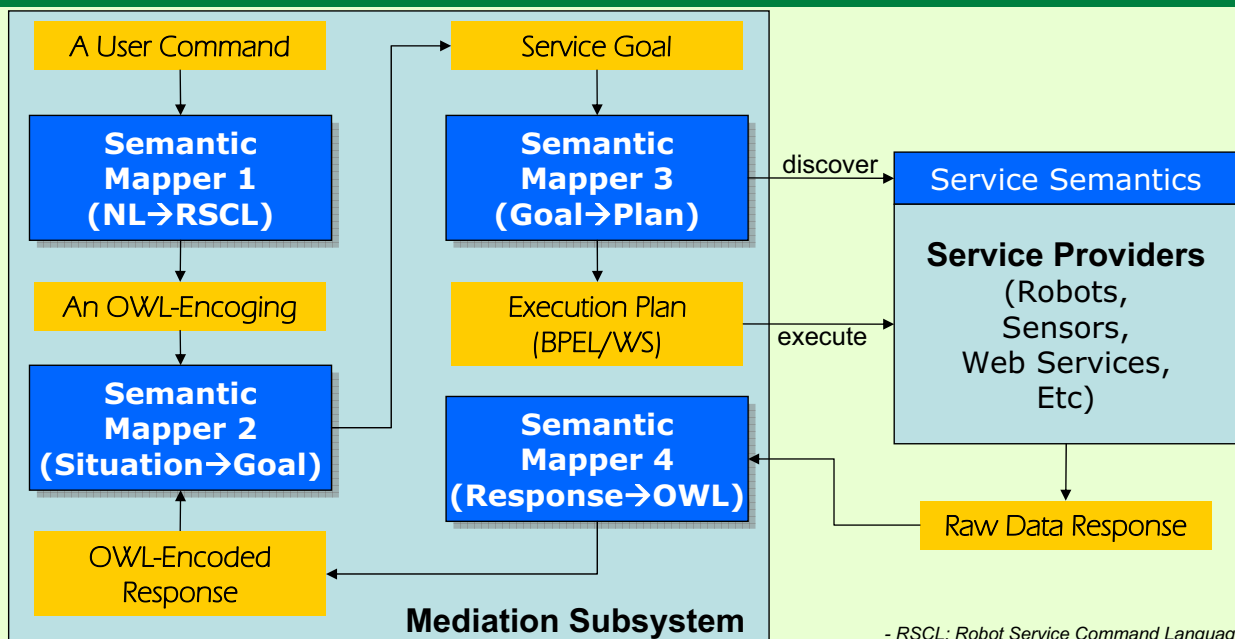 A User Command
Semantic
Mapper 1
(NL→RSCL)
An OWL-Encoging
Semantic
Mapper 2
(Situation→Goal)
OWL-Encoded
Response
Service Goal
Semantic
Mapper 3
(Goal→Plan)
Execution Plan
(BPEL/WS)
Semantic
Mapper 4
(Response→OWL)
Mediation Subsystem
discover
execute
Service Semantics
Service Providers
(Robots,
Sensors,
Web Services,
Etc)
Raw Data Response
- RSCL: Robot Service Command Languag